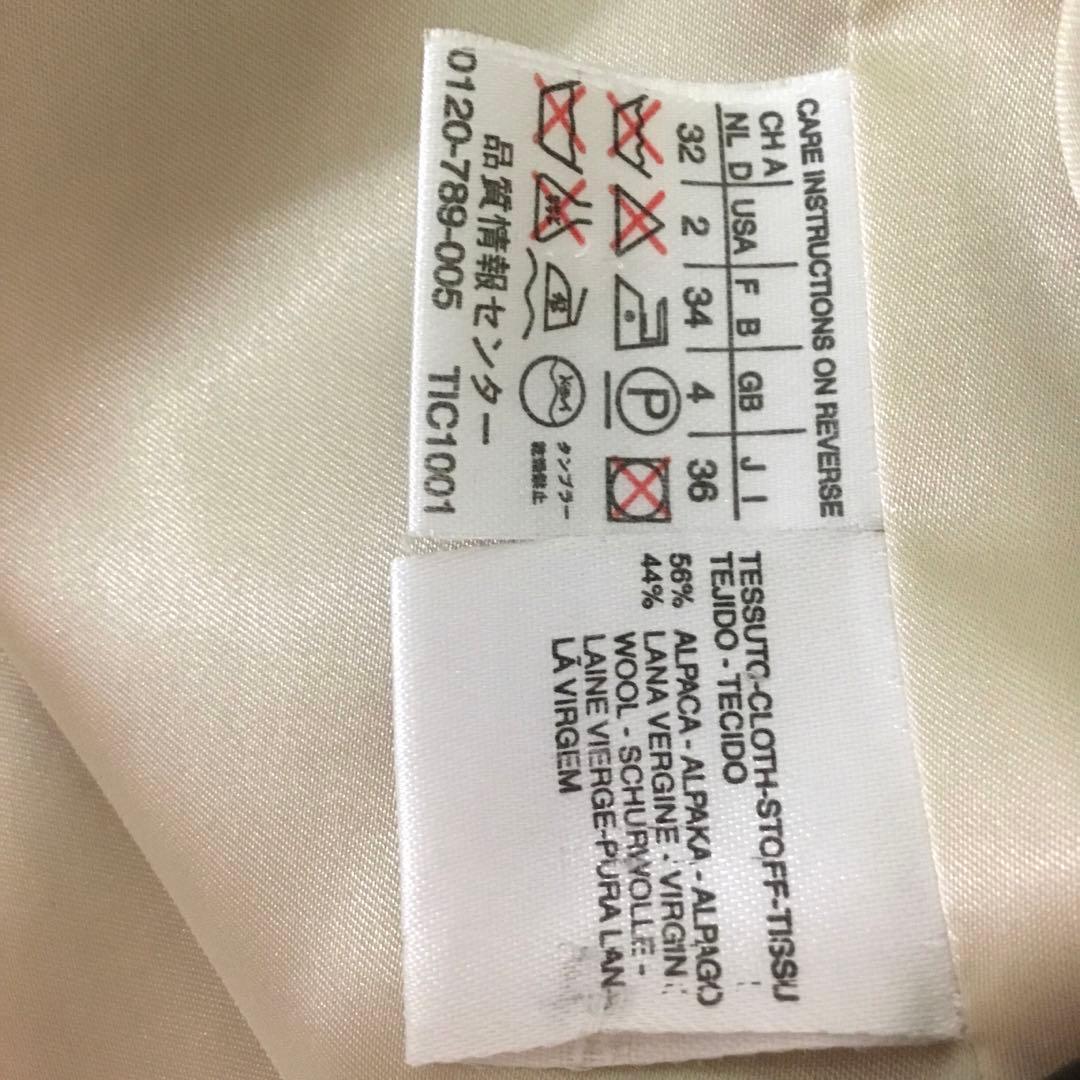 CARE INSTRUCTIONS ON REVERSE
CH A
NL D USA F B GB J I
32 2 34 4 36
P
タンブラー
乾燥禁止
品質情報センター
0120-789-005 TIC1001
TESSUTO-CLOTH-STOFF-TISSU
TEJIDO - TECIDO
56% ALPACA - ALPAKA - ALPAGO
44% LANA VERGINE - VIRGIN
WOOL - SCHURWOLLE -
LAINE VIERGE-PURA LANA
LÃ VIRGEM